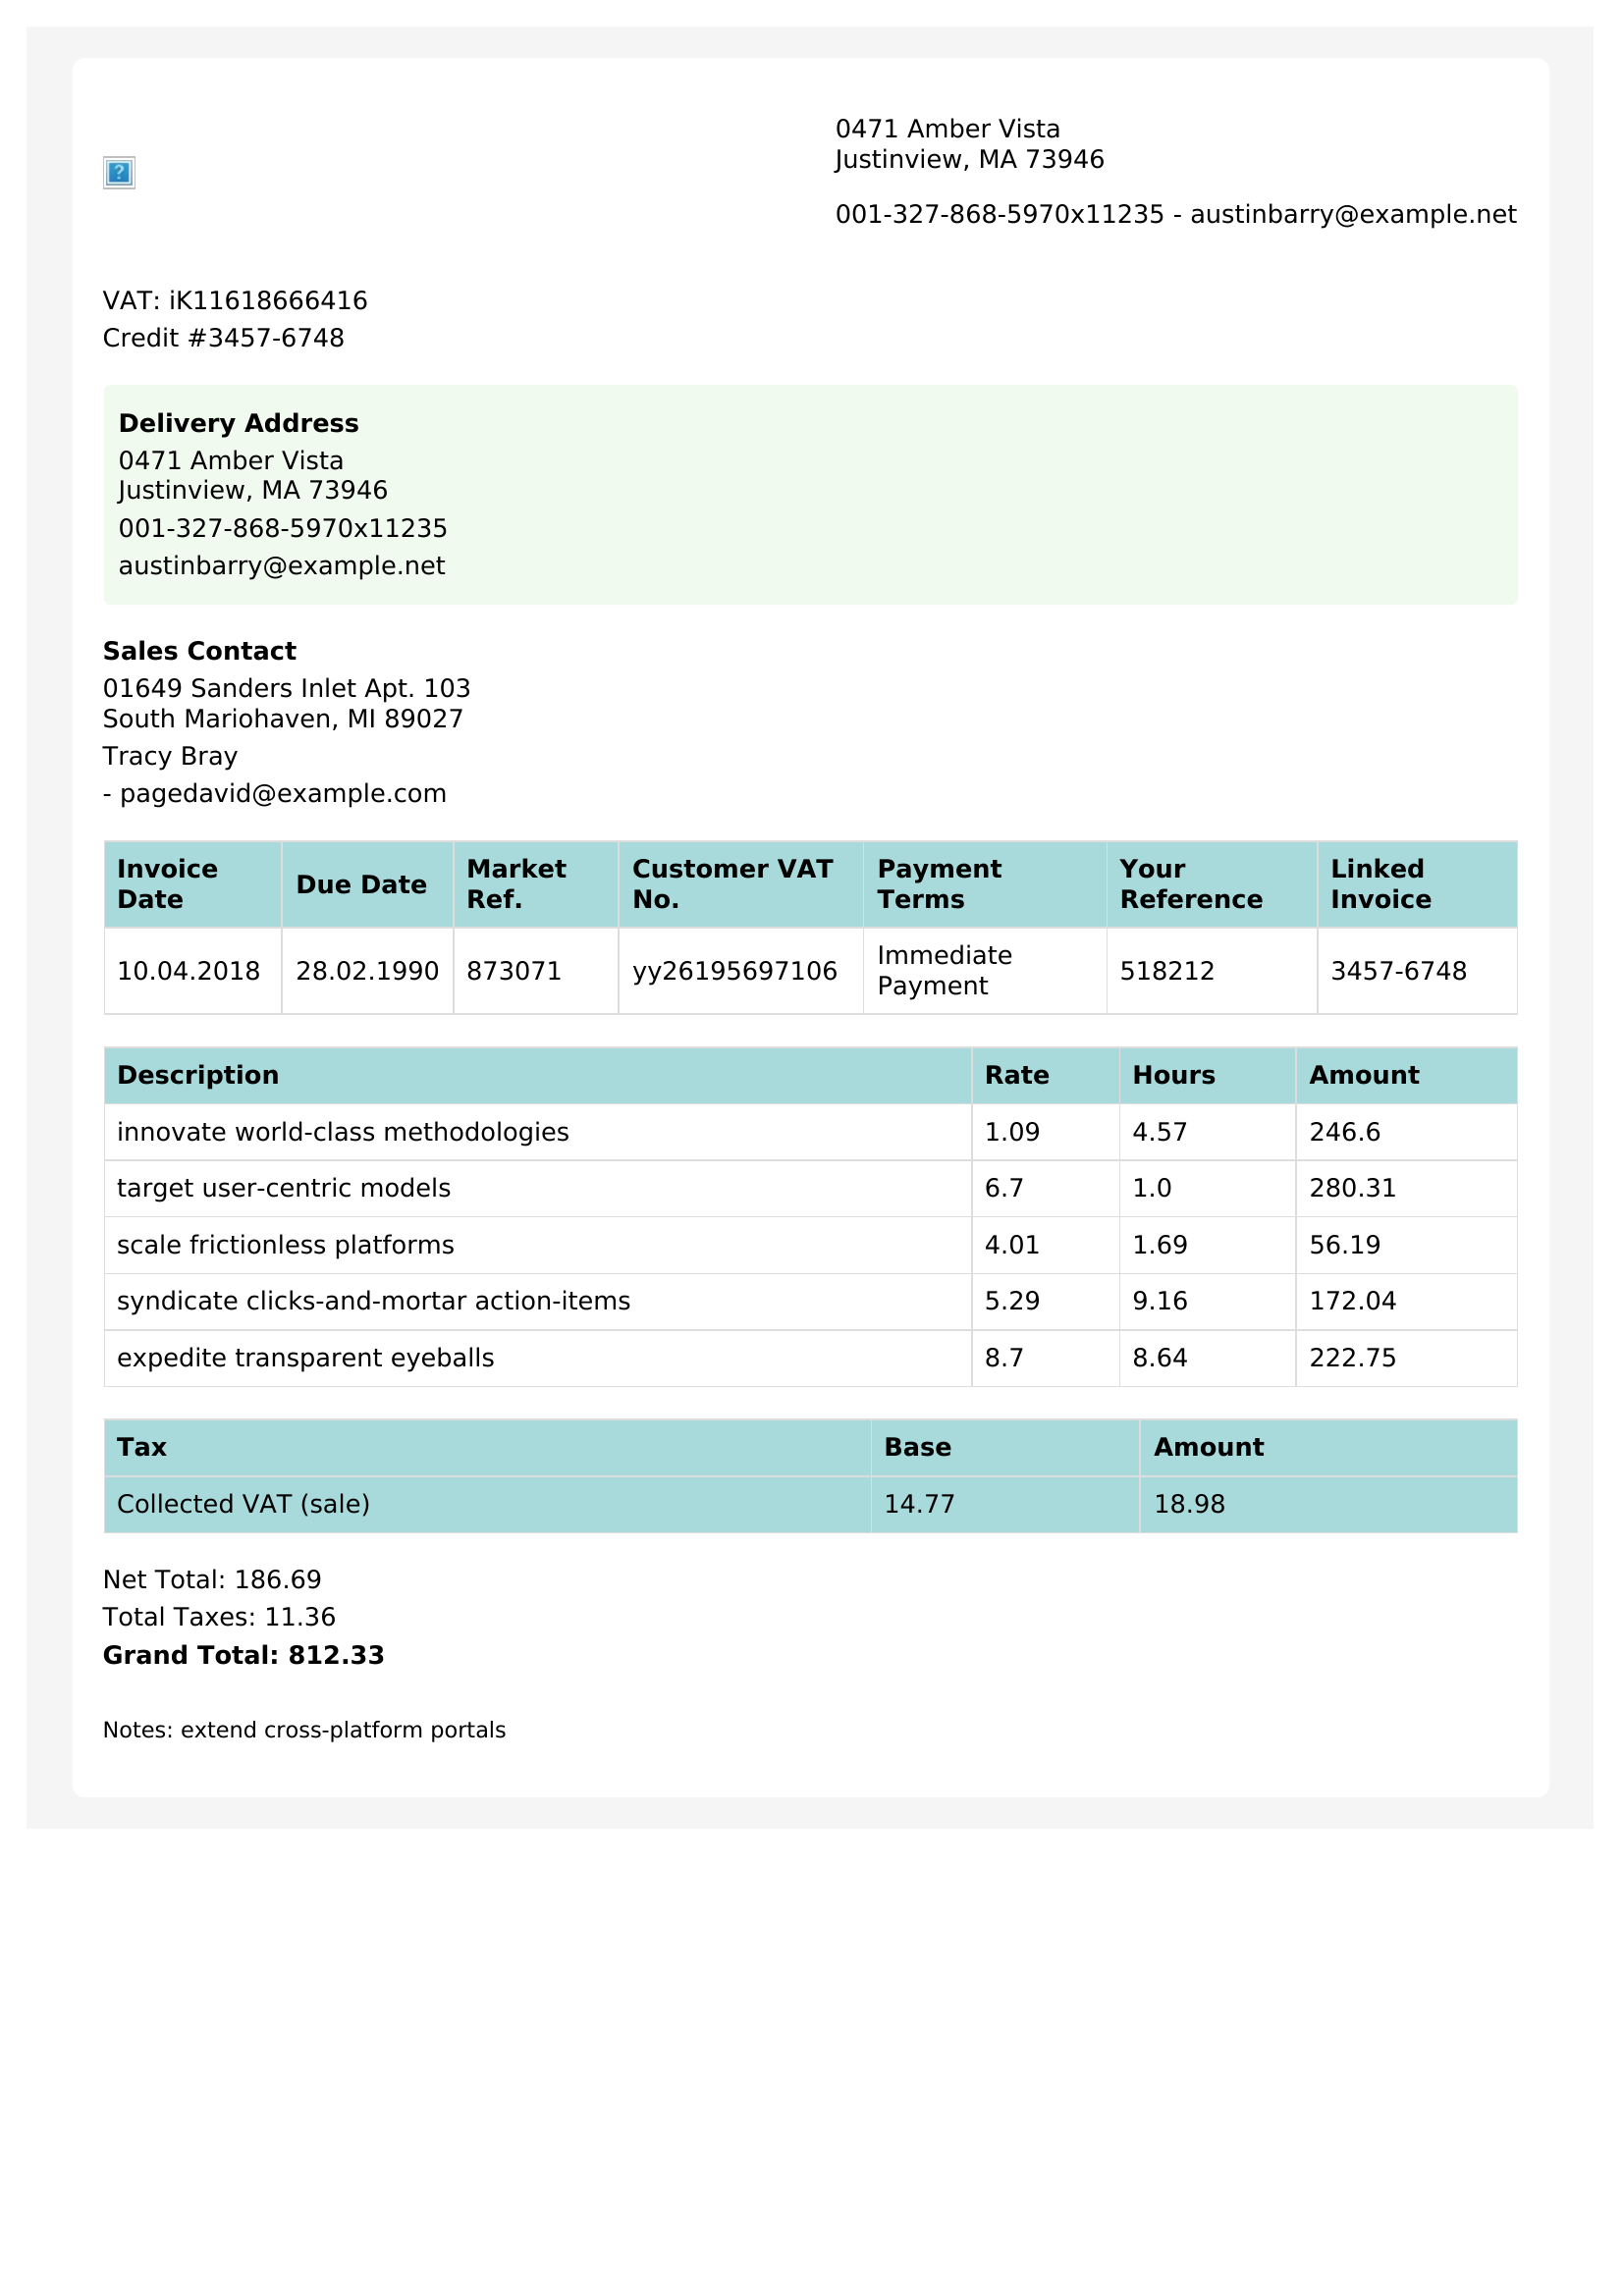 0471 Amber Vista
Justinview, MA 73946
001-327-868-5970x11235 - austinbarry@example.net
VAT: iK11618666416
Credit #3457-6748
Delivery Address
0471 Amber Vista
Justinview, MA 73946
001-327-868-5970x11235
austinbarry@example.net
Sales Contact
01649 Sanders Inlet Apt. 103
South Mariohaven, MI 89027
Tracy Bray
- pagedavid@example.com
Invoice Date Due Date Market Ref. Customer VAT No. Payment Terms Your Reference Linked Invoice
10.04.2018 28.02.1990 873071 yy26195697106 Immediate Payment 518212 3457-6748
Description Rate Hours Amount
innovate world-class methodologies 1.09 4.57 246.6
target user-centric models 6.7 1.0 280.31
scale frictionless platforms 4.01 1.69 56.19
syndicate clicks-and-mortar action-items 5.29 9.16 172.04
expedite transparent eyeballs 8.7 8.64 222.75
Tax Base Amount
Collected VAT (sale) 14.77 18.98
Net Total: 186.69
Total Taxes: 11.36
Grand Total: 812.33
Notes: extend cross-platform portals